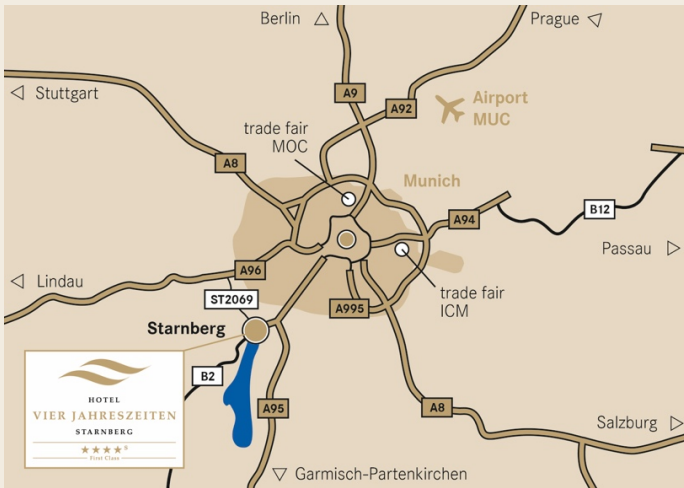 Berlin
Prague
A9
A92
Airport
MUC
Stuttgart
trade fair
MOC
A8
Munich
A94
B12
Passau
A96
Lindau
ST2069
trade fair
ICM
A995
Starnberg
B2
HOTEL
VIER JAHRESZEITEN
STARNBERG
★★★★S
First Class
A95
A8
Salzburg
Garmisch-Partenkirchen